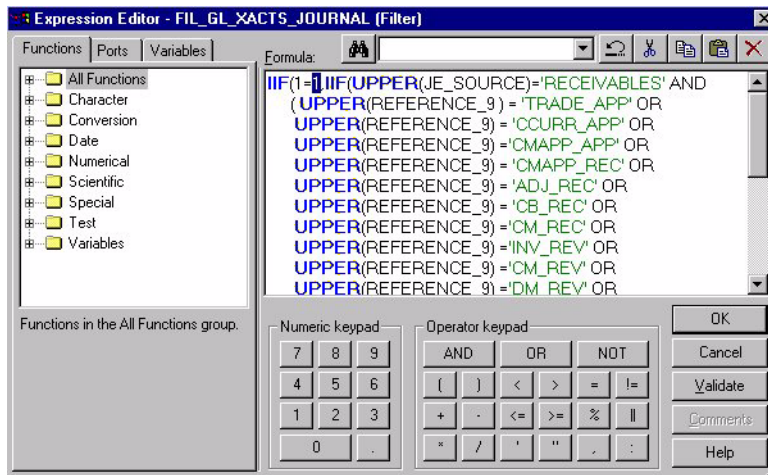 Expression Editor - FIL_GL_XACTS_JOURNAL (Filter)
Functions Ports Variables
Formula:
All Functions
Character
Conversion
Date
Numerical
Scientific
Special
Test
Variables
IIF(1=1,IIF(UPPER(JE_SOURCE)='RECEIVABLES' AND
( UPPER(REFERENCE_9 ) = 'TRADE_APP' OR
UPPER(REFERENCE_9) = 'CCURR_APP' OR
UPPER(REFERENCE_9) = 'CMAPP_APP' OR
UPPER(REFERENCE_9) = 'CMAPP_REC' OR
UPPER(REFERENCE_9) ='ADJ_REC' OR
UPPER(REFERENCE_9) ='CB_REC' OR
UPPER(REFERENCE_9) ='CM_REC' OR
UPPER(REFERENCE_9) ='INV_REV' OR
UPPER(REFERENCE_9) ='CM_REV' OR
UPPER(REFERENCE_9) ='DM_REV' OR
Functions in the All Functions group.
Numeric keypad
7 8 9
4 5 6
1 2 3
0 .
Operator keypad
AND OR NOT
( ) < > = !=
+ - <= >= % ||
* / ' " , :
OK
Cancel
Validate
Comments
Help